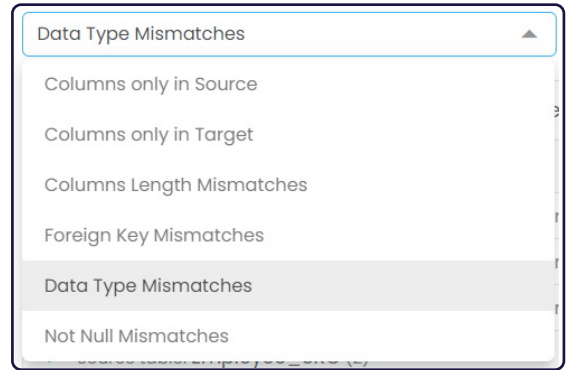 Data Type Mismatches
Columns only in Source
Columns only in Target
Columns Length Mismatches
Foreign Key Mismatches
Data Type Mismatches
Not Null Mismatches